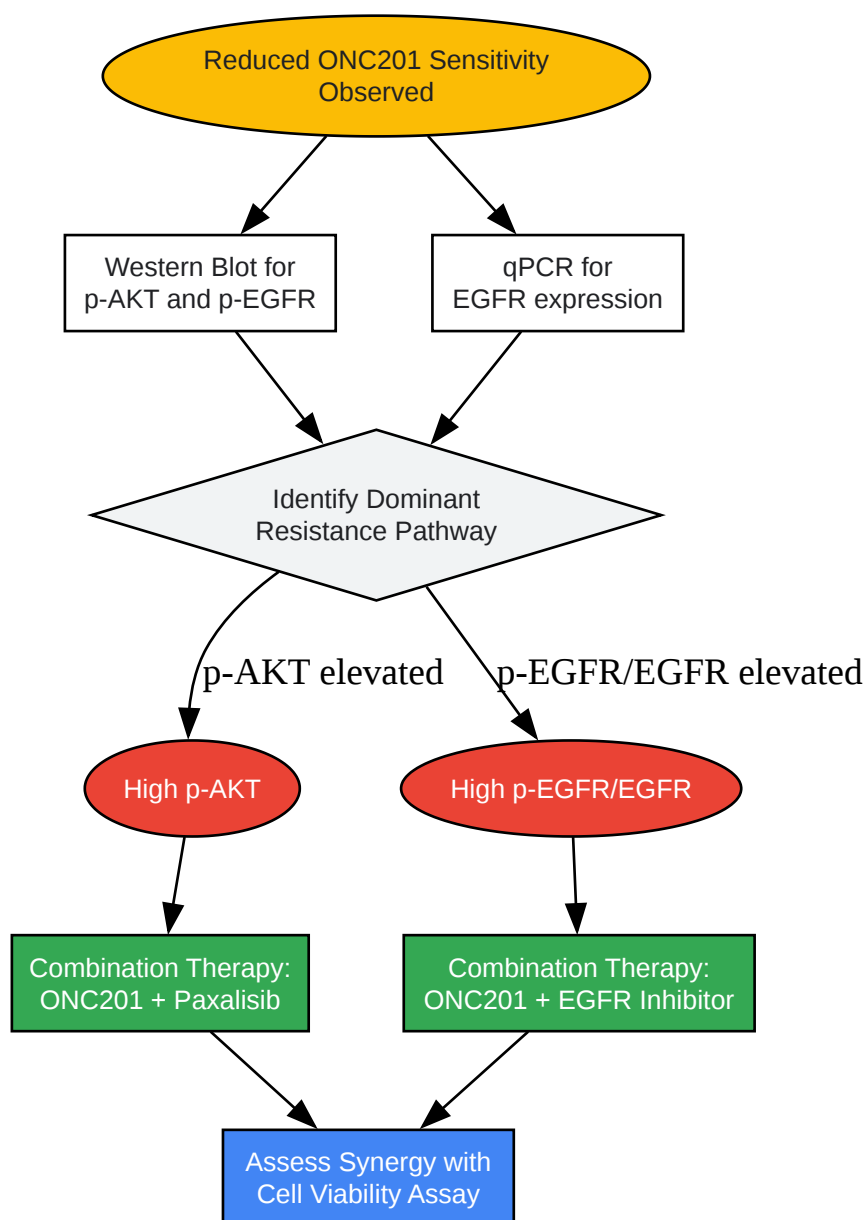 Reduced ONC201 Sensitivity
Observed
Western Blot for
p-AKT and p-EGFR
qPCR for
EGFR expression
Identify Dominant
Resistance Pathway
p-AKT elevated
p-EGFR/EGFR elevated
High p-AKT
High p-EGFR/EGFR
Combination Therapy:
ONC201 + Paxalisib
Combination Therapy:
ONC201 + EGFR Inhibitor
Assess Synergy with
Cell Viability Assay